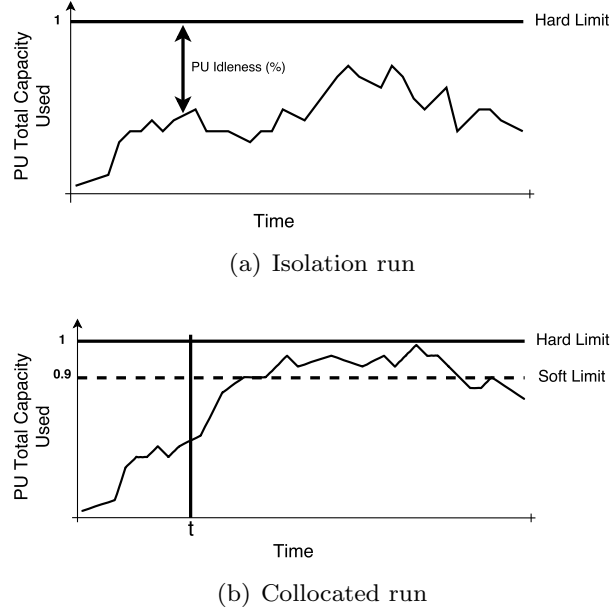 1
Hard Limit
PU Idleness (%)
PU Total Capacity
Used
Time
(a) Isolation run
1
Hard Limit
0.9
Soft Limit
PU Total Capacity
Used
t
Time
(b) Collocated run